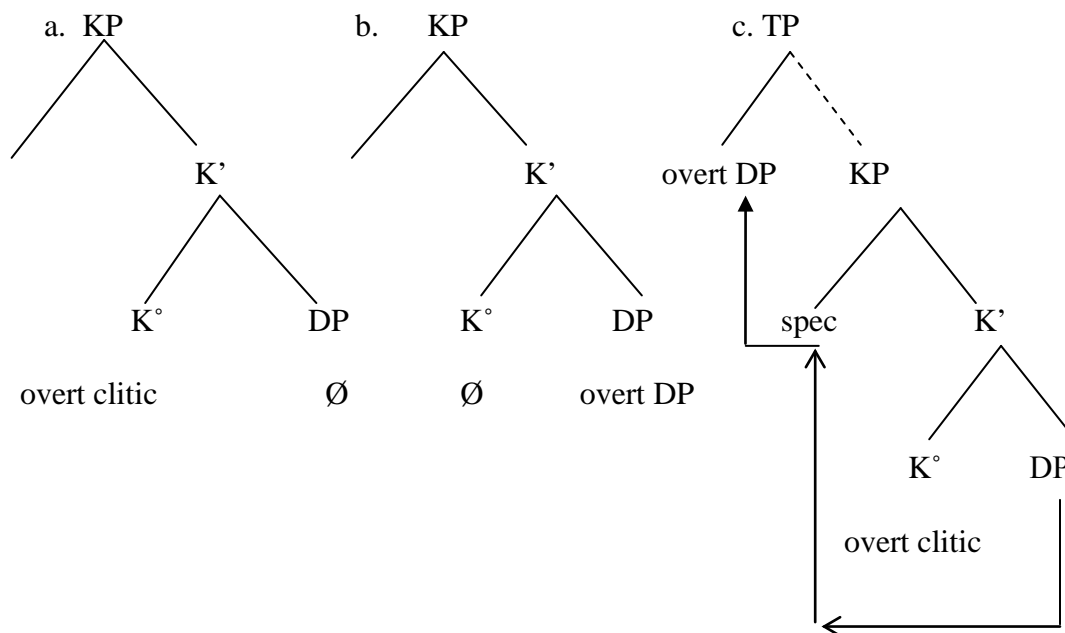 a. KP b. KP c. TP
K’ K’ overt DP KP
K° DP K° DP spec K’
overt clitic Ø Ø overt DP
K° DP
overt clitic